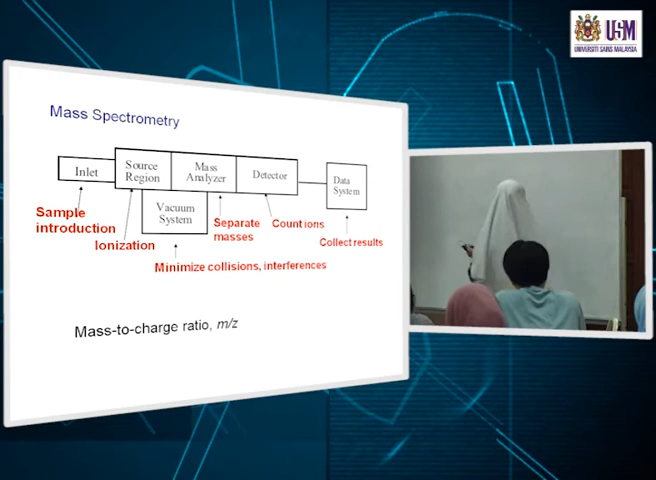 USM
UNIVERSITI SAINS MALAYSIA
Mass Spectrometry
Inlet
Source
Region
Mass
Analyzer
Detector
Data
System
Vacuum
System
Sample
introduction
Ionization
Separate
masses
Count ions
Collect results
Minimize collisions, interferences
Mass-to-charge ratio, m/z